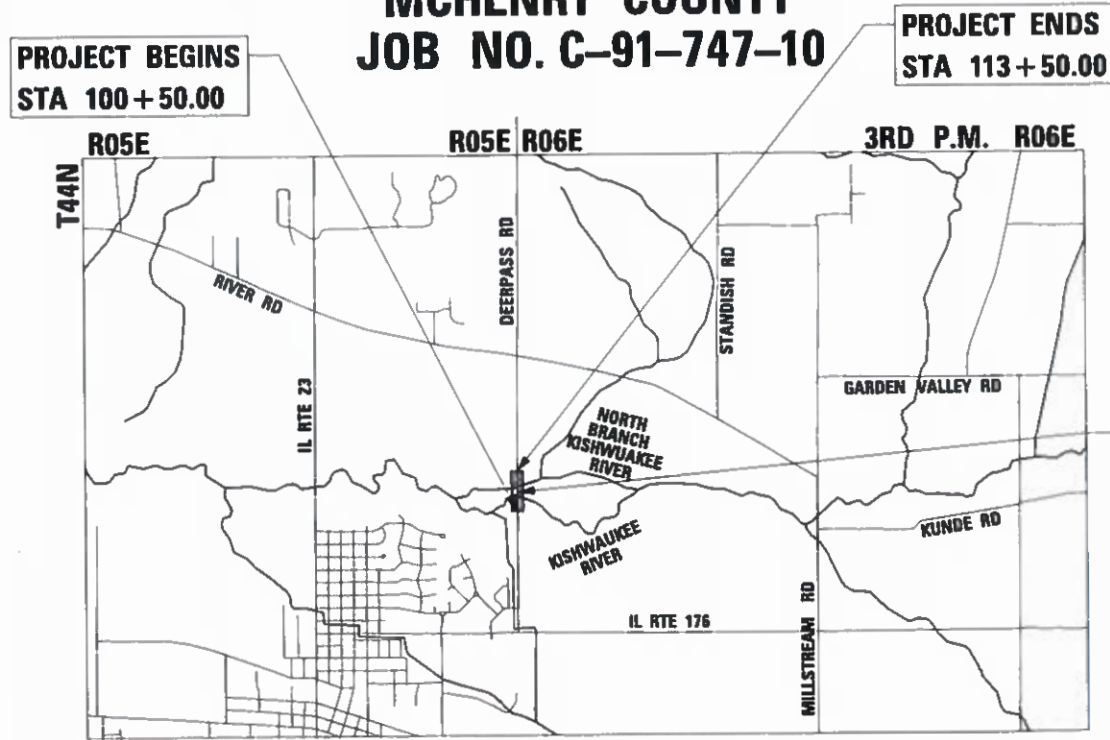 MCHENRY COUNTY
JOB NO. C-91-747-10
PROJECT BEGINS
STA 100+50.00
PROJECT ENDS
STA 113+50.00
R05E
R05E
R06E
3RD P.M.
R06E
T44N
RIVER RD
DEERPASS RD
STANDISH RD
IL RTE 23
GARDEN VALLEY RD
NORTH
BRANCH
KISHWUAKEE
RIVER
KISHWAUKEE
RIVER
KUNDE RD
IL RTE 176
MILLSTREAM RD